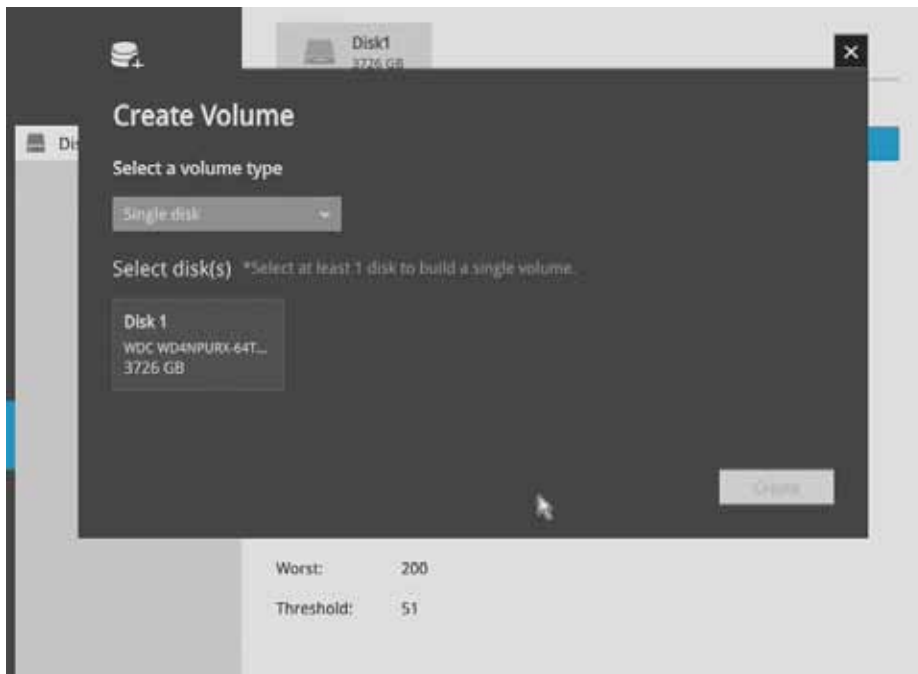 Disk1
3726 GB
Create Volume
Select a volume type
Single disk
Select disk(s) *Select at least 1 disk to build a single volume.
Disk 1
WDC WD4NPURX-64T...
3726 GB
Create
Worst: 200
Threshold: 51